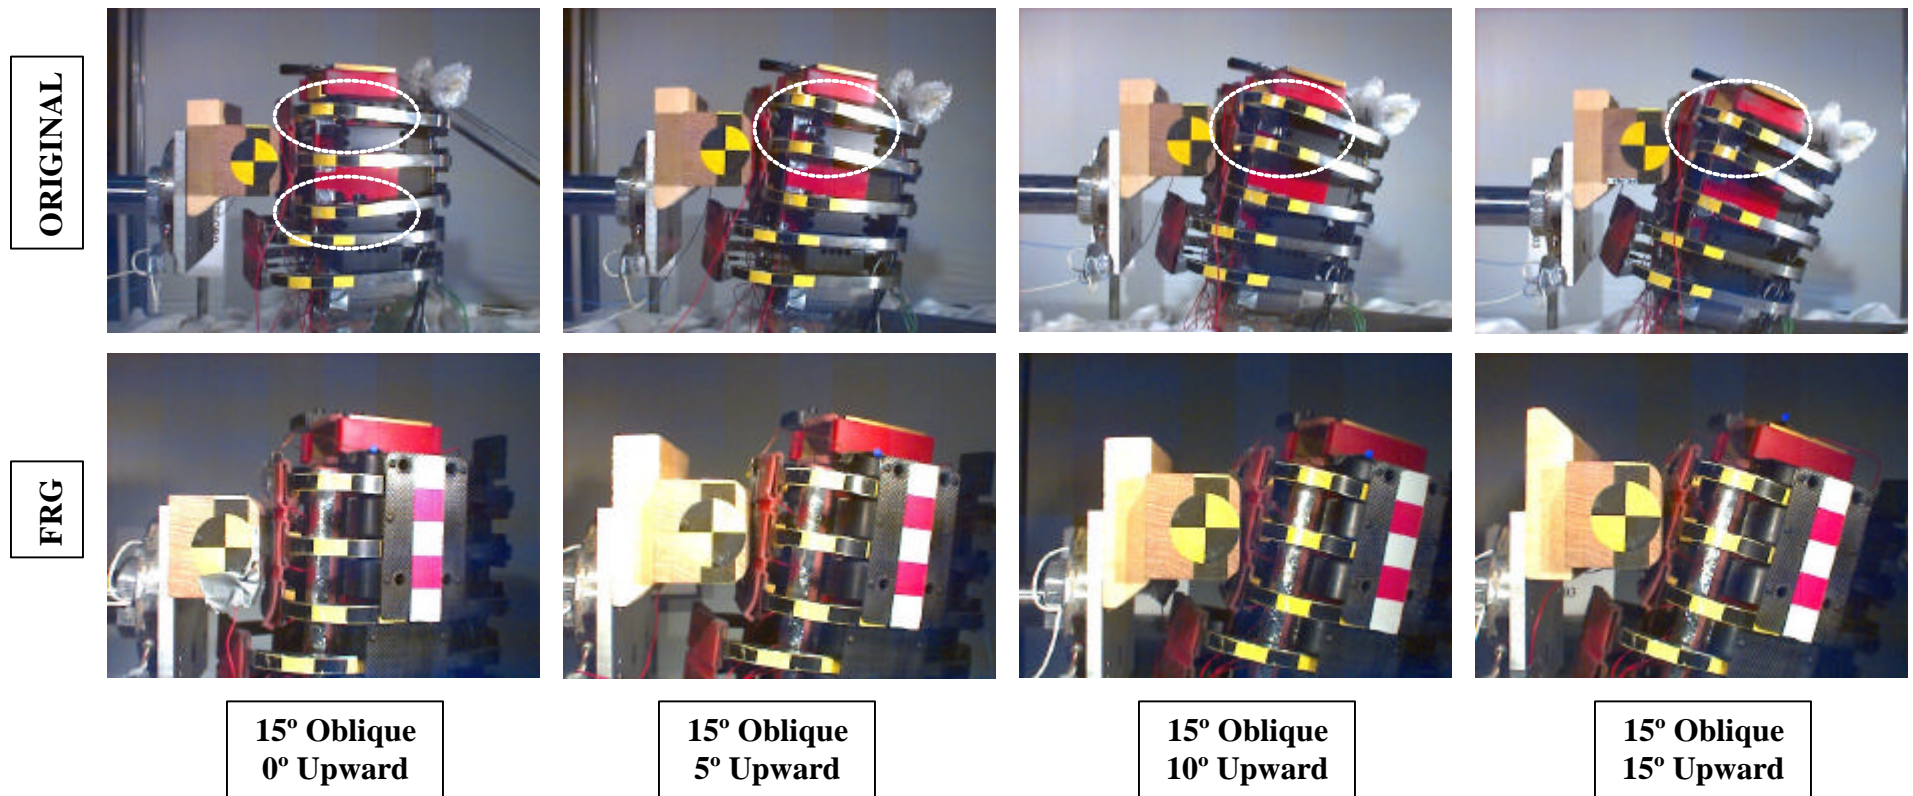 ORIGINAL
FRG
15º Oblique
0º Upward
15º Oblique
5º Upward
15º Oblique
10º Upward
15º Oblique
15º Upward